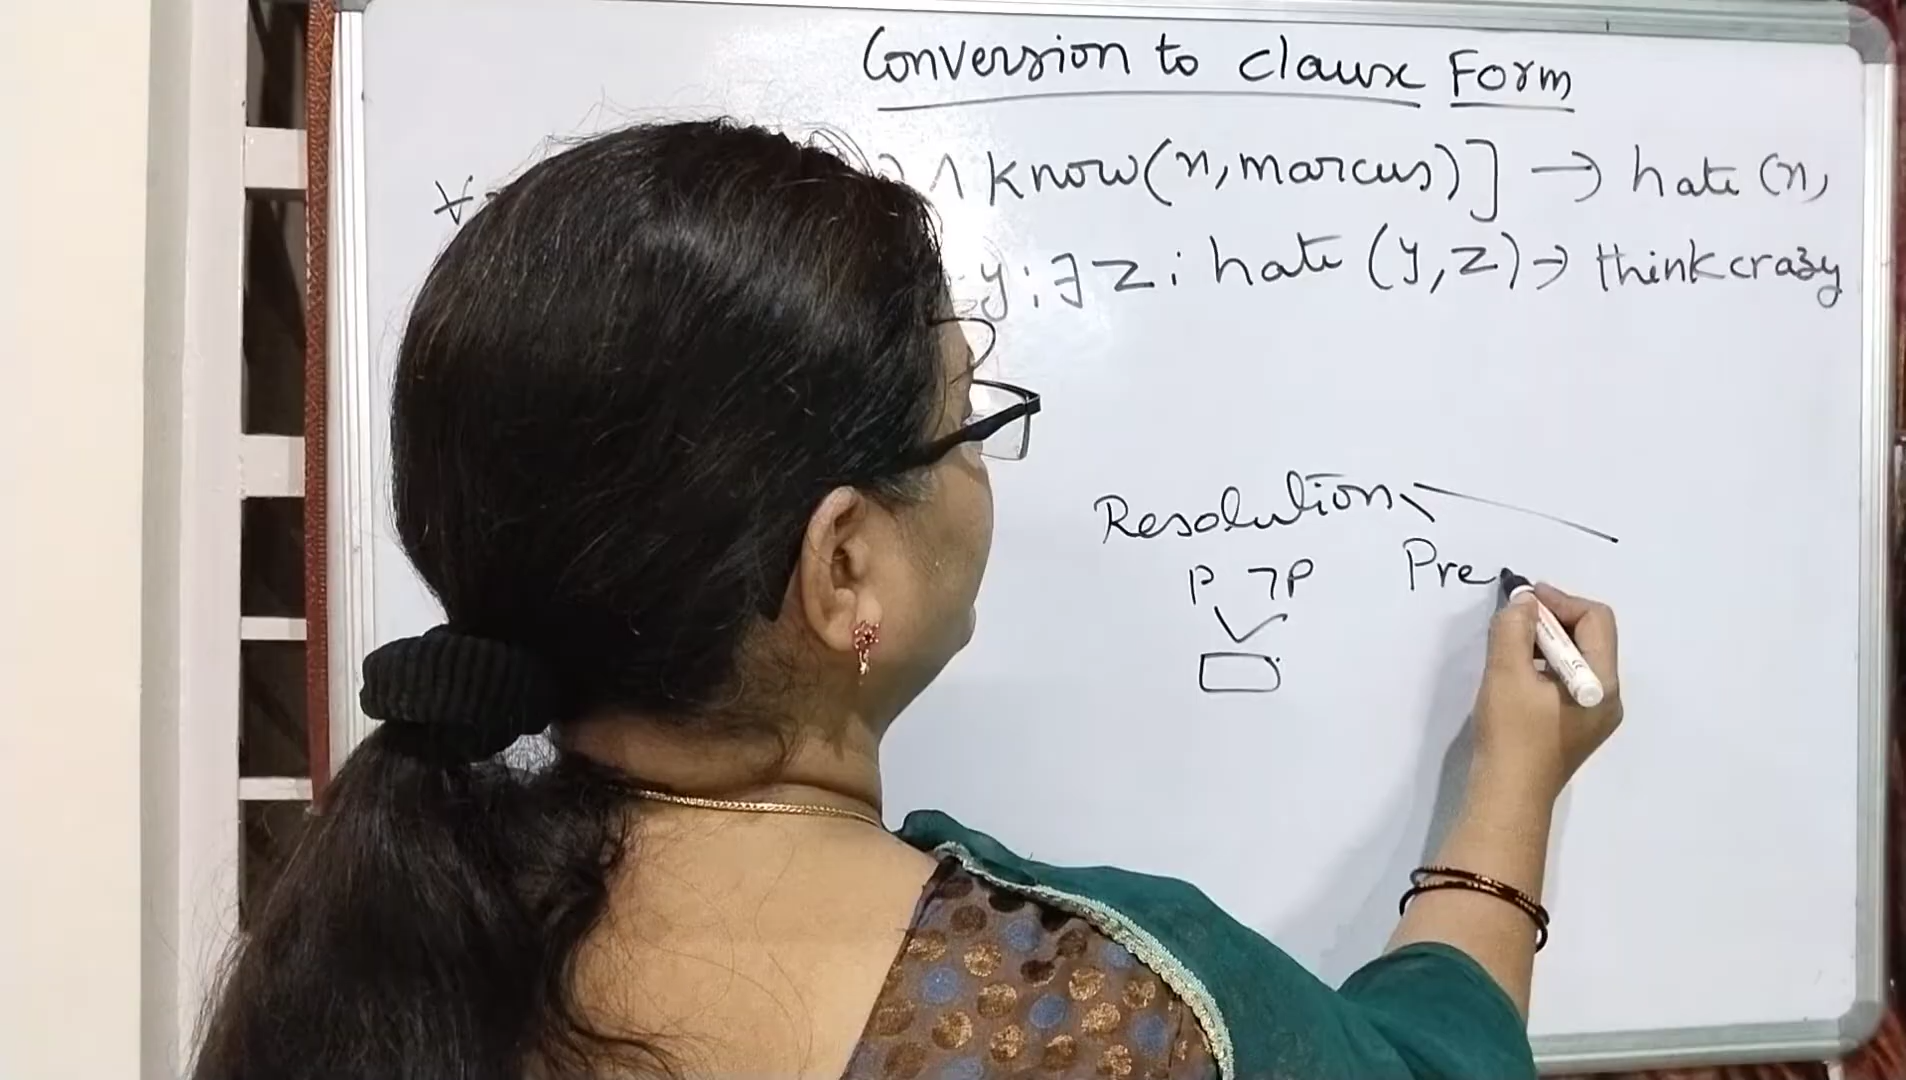 Conversion to clause Form
∀ ∧ know(x, marcus)] → hate (x,
y : ∃ z : hate (y, z) → thinkcrazy
Resolution
P ¬P Pre